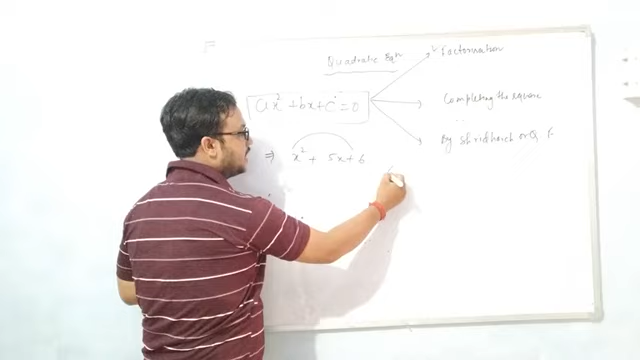 Quadratic Eqn
ax² + bx + c = 0
✓ Factorisation
Completing the square
By Shridharach or Q F
⇒ x² + 5x + 6